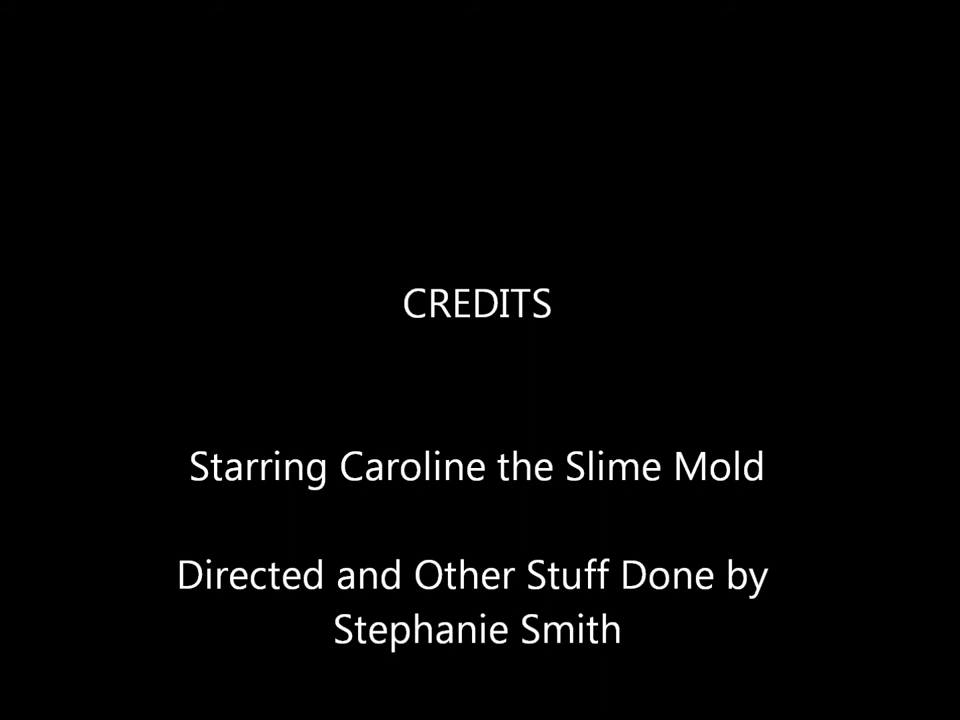 CREDITS
Starring Caroline the Slime Mold
Directed and Other Stuff Done by
Stephanie Smith